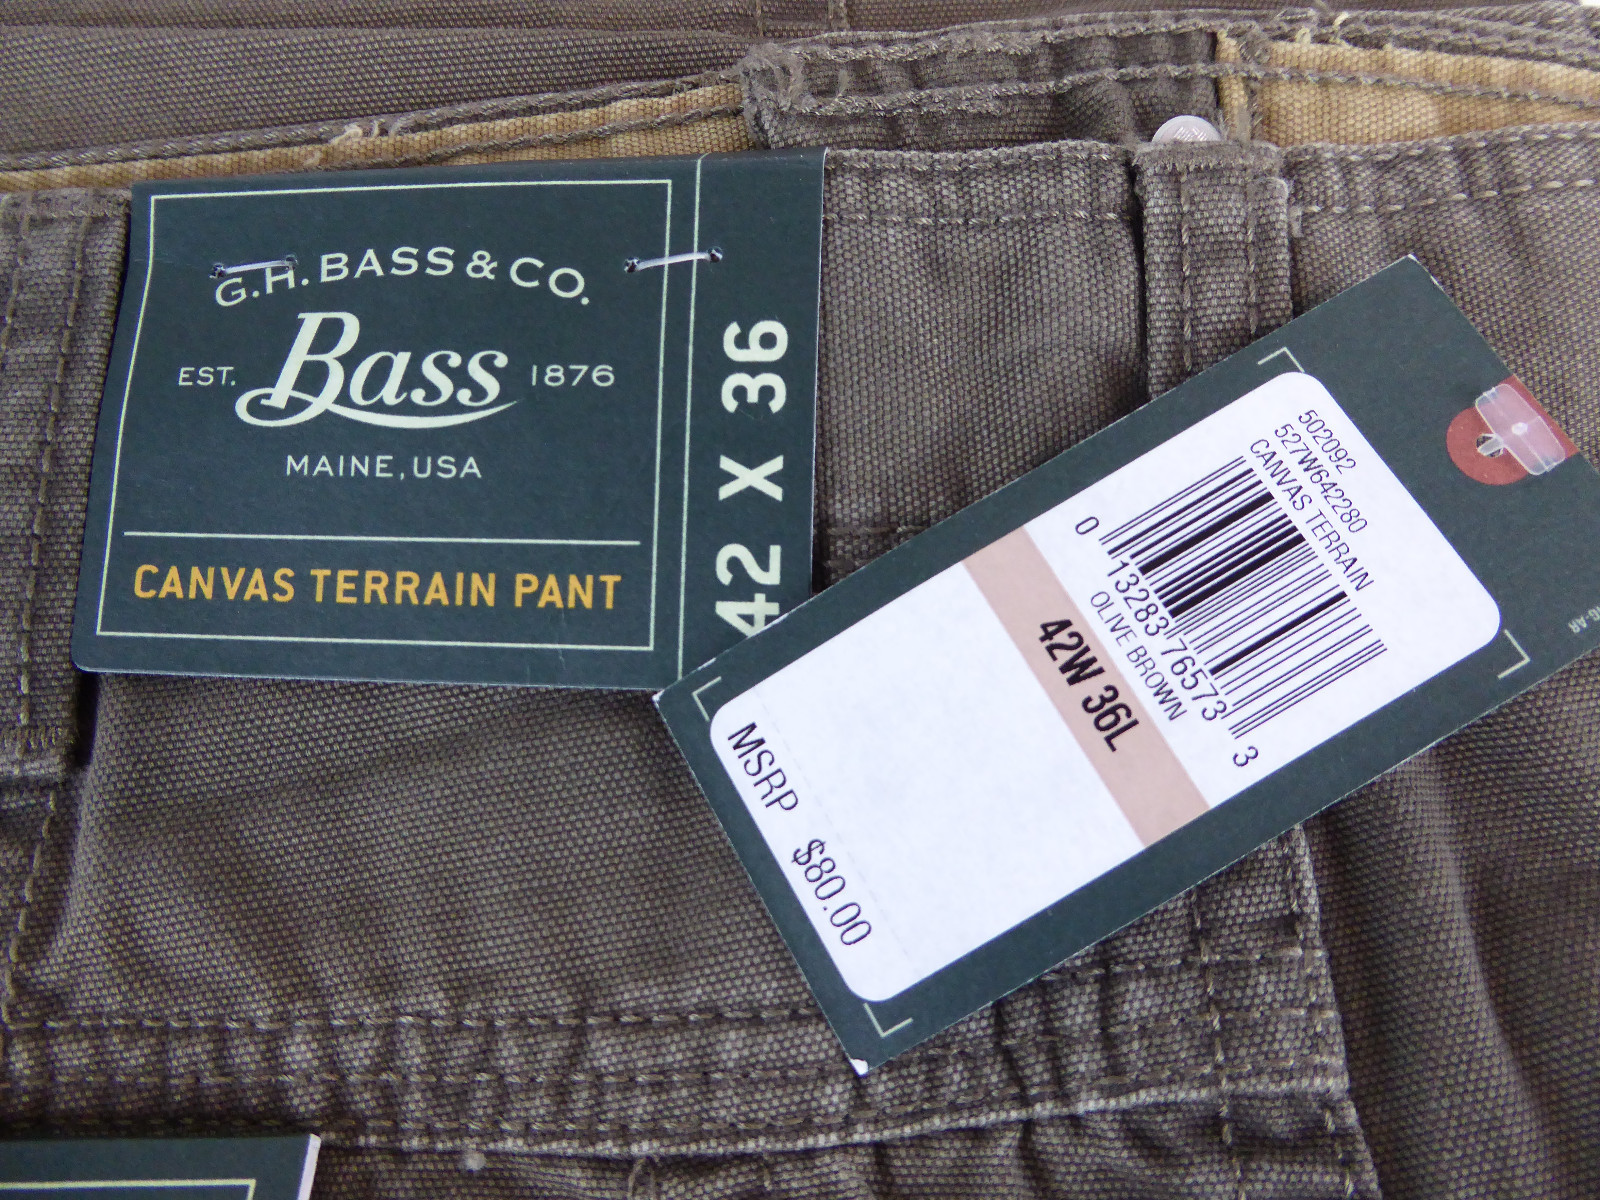 G.H. BASS & CO.
EST. Bass 1876
MAINE, USA
CANVAS TERRAIN PANT
42 X 36
502092
527W642280
CANVAS TERRAIN
0 13283 76573 3
OLIVE BROWN
42W 36L
MSRP $80.00